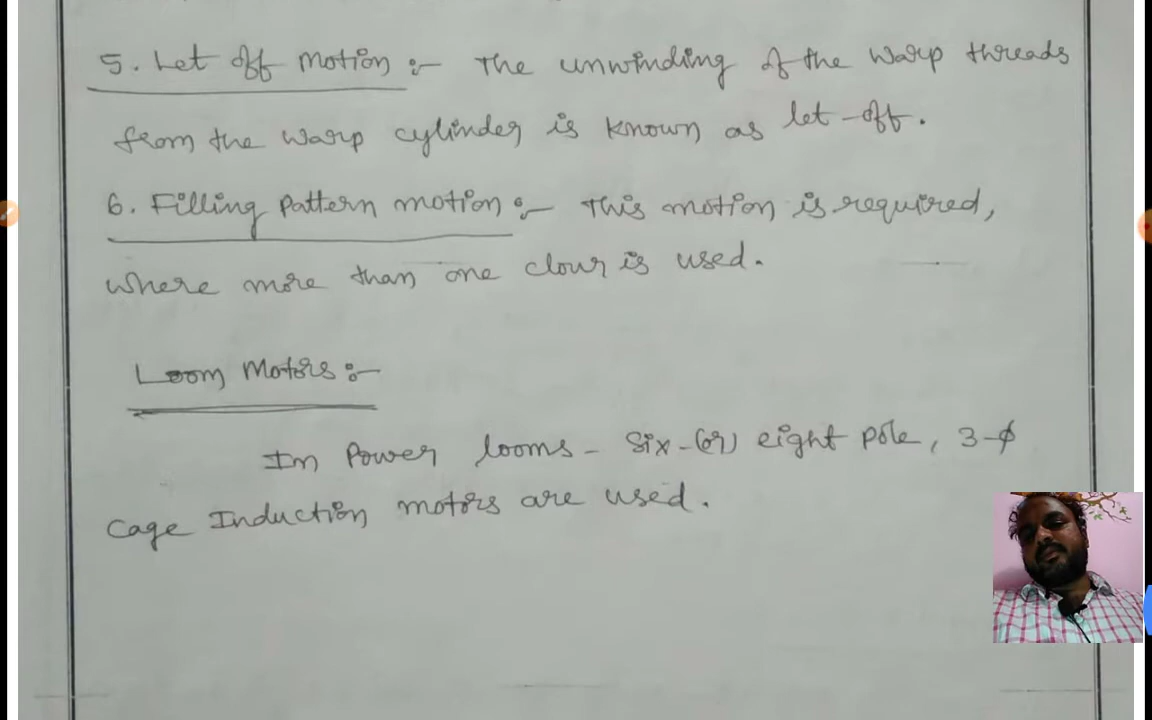 5. Let off Motion :- The unwinding of the warp threads
from the warp cylinder is known as let-off.
6. Filling Pattern motion :- This motion is required,
where more than one clour is used.
Loom Motors :-
In Power looms - Six-(or) eight pole, 3-ϕ
cage Induction motors are used.